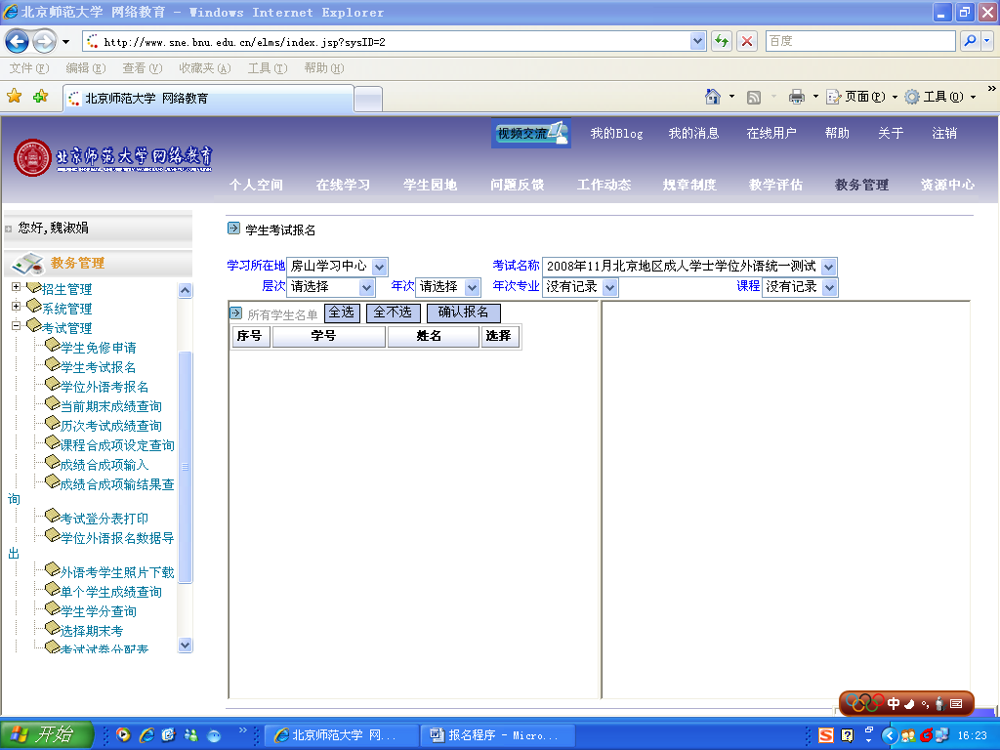 北京师范大学 网络教育 - Windows Internet Explorer
http://www.sne.bnu.edu.cn/elms/index.jsp?sysID=2
百度
文件(F) 编辑(E) 查看(V) 收藏夹(A) 工具(T) 帮助(H)
北京师范大学 网络教育
页面(P) 工具(O) »
视频交流 我的Blog 我的消息 在线用户 帮助 关于 注销
北京师范大学网络教育
个人空间 在线学习 学生园地 问题反馈 工作动态 规章制度 教学评估 教务管理 资源中心
您好,魏淑娟
教务管理
招生管理
系统管理
考试管理
学生免修申请
学生考试报名
学位外语考报名
当前期末成绩查询
历次考试成绩查询
课程合成项设定查询
成绩合成项输入
成绩合成项输结果查
询
考试登分表打印
学位外语报名数据导
出
外语考学生照片下载
单个学生成绩查询
学生学分查询
选择期末考
考试试卷分配表
学生考试报名
学习所在地 房山学习中心 考试名称 2008年11月北京地区成人学士学位外语统一测试
层次 请选择 年次 请选择 年次专业 没有记录 课程 没有记录
所有学生名单 全选 全不选 确认报名
序号 学号 姓名 选择
中
开始 » 北京师范大学 网... 报名程序 - Micro... 16:23